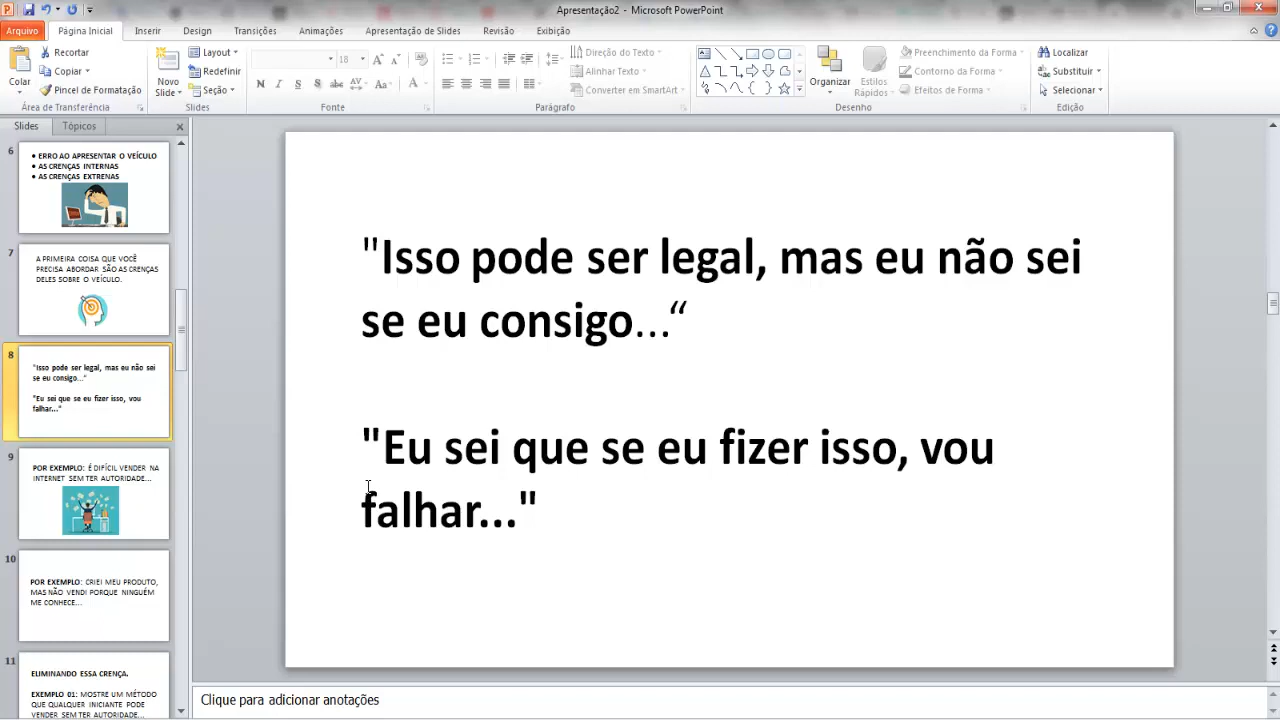 Apresentação2 - Microsoft PowerPoint
Arquivo
Página Inicial
Inserir
Design
Transições
Animações
Apresentação de Slides
Revisão
Exibição
Colar
Recortar
Copiar
Pincel de Formatação
Área de Transferência
Novo
Slide
Layout
Redefinir
Seção
Slides
18
N I S S abc AV Aa A
Fonte
Direção do Texto
Alinhar Texto
Converter em SmartArt
Parágrafo
Organizar
Estilos
Rápidos
Preenchimento da Forma
Contorno da Forma
Efeitos de Forma
Desenho
Localizar
Substituir
Selecionar
Edição
Slides
Tópicos
6
• ERRO AO APRESENTAR O VEÍCULO
• AS CRENÇAS INTERNAS
• AS CRENÇAS EXTRENAS
7
A PRIMEIRA COISA QUE VOCÊ
PRECISA ABORDAR SÃO AS CRENÇAS
DELES SOBRE O VEÍCULO.
8
"Isso pode ser legal, mas eu não sei
se eu consigo..."
"Eu sei que se eu fizer isso, vou
falhar..."
9
POR EXEMPLO: É DIFÍCIL VENDER NA
INTERNET SEM TER AUTORIDADE...
10
POR EXEMPLO: CRIEI MEU PRODUTO,
MAS NÃO VENDI PORQUE NINGUÉM
ME CONHECE...
11
ELIMINANDO ESSA CRENÇA.
EXEMPLO 01: MOSTRE UM MÉTODO
QUE QUALQUER INICIANTE PODE
VENDER SEM TER AUTORIDADE...
"Isso pode ser legal, mas eu não sei
se eu consigo...“
"Eu sei que se eu fizer isso, vou
falhar..."
Clique para adicionar anotações